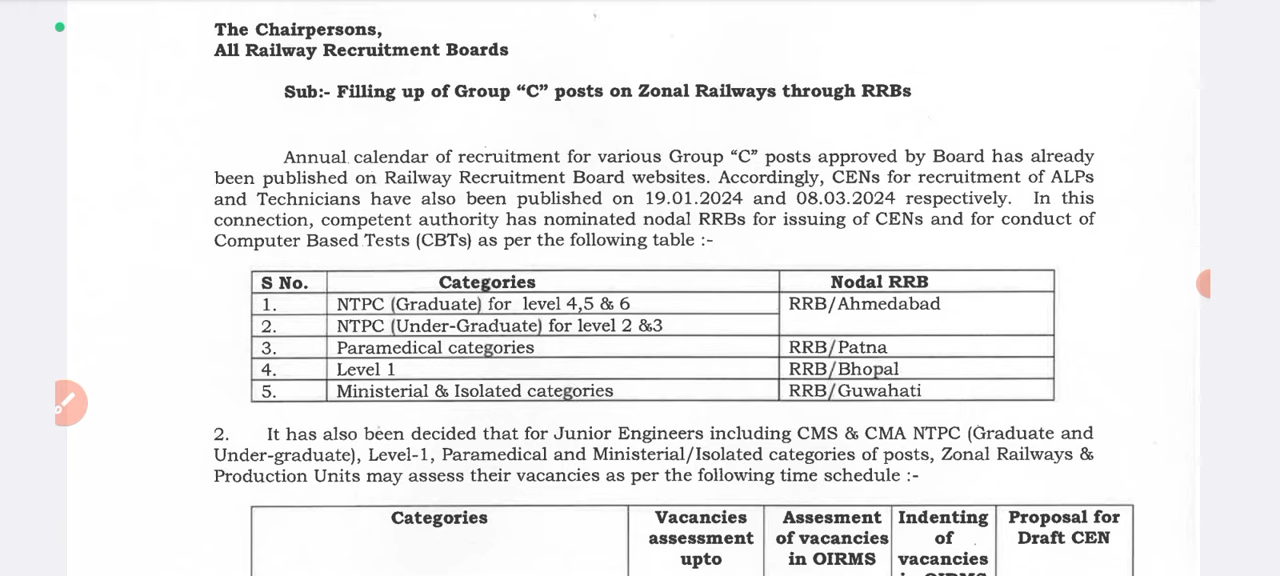 The Chairpersons,
All Railway Recruitment Boards
Sub:- Filling up of Group “C” posts on Zonal Railways through RRBs
Annual calendar of recruitment for various Group “C” posts approved by Board has already
been published on Railway Recruitment Board websites. Accordingly, CENs for recruitment of ALPs
and Technicians have also been published on 19.01.2024 and 08.03.2024 respectively. In this
connection, competent authority has nominated nodal RRBs for issuing of CENs and for conduct of
Computer Based Tests (CBTs) as per the following table :-
S No. Categories Nodal RRB
1. NTPC (Graduate) for level 4,5 & 6 RRB/Ahmedabad
2. NTPC (Under-Graduate) for level 2 &3
3. Paramedical categories RRB/Patna
4. Level 1 RRB/Bhopal
5. Ministerial & Isolated categories RRB/Guwahati
2. It has also been decided that for Junior Engineers including CMS & CMA NTPC (Graduate and
Under-graduate), Level-1, Paramedical and Ministerial/Isolated categories of posts, Zonal Railways &
Production Units may assess their vacancies as per the following time schedule :-
Categories Vacancies Assesment Indenting Proposal for
assessment of vacancies of Draft CEN
upto in OIRMS vacancies